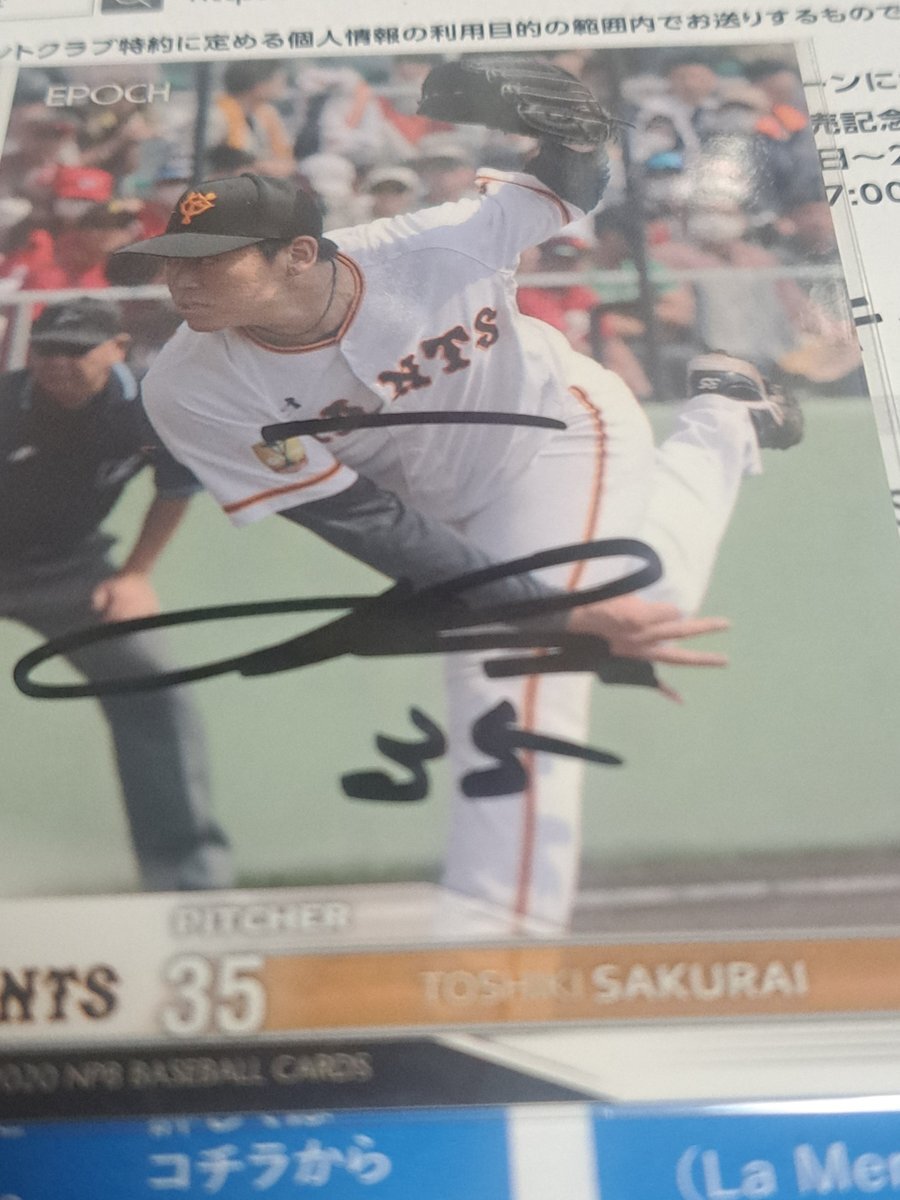 ントクラブ特約に定める個人情報の利用目的の範囲内でお送りするもので
EPOCH
ーンに
売記念
日～2
7:00
NTS
35
PITCHER
NTS 35 TOSHIKI SAKURAI
2020 NPB BASEBALL CARDS
コチラから
(La Mer